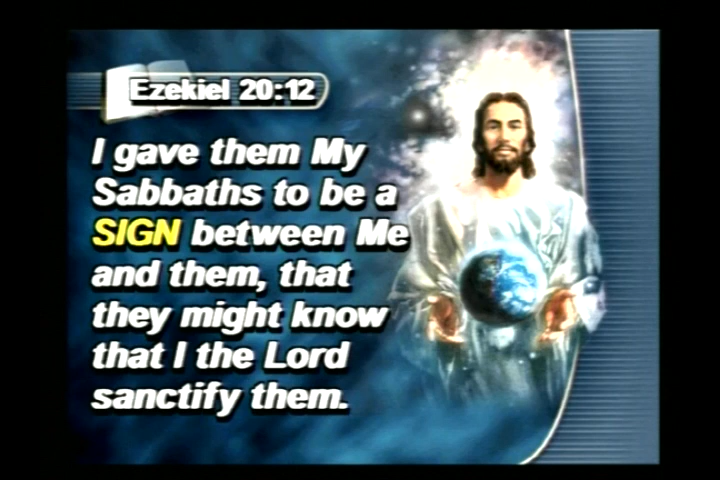 Ezekiel 20:12
I gave them My
Sabbaths to be a
SIGN between Me
and them, that
they might know
that I the Lord
sanctify them.